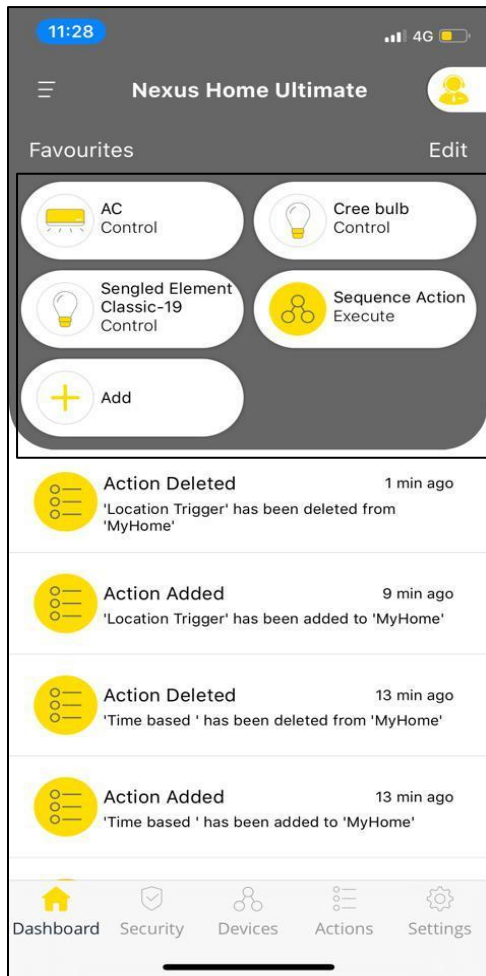 11:28
4G
Nexus Home Ultimate
Favourites
Edit
AC
Control
Cree bulb
Control
Sengled Element
Classic-19
Control
Sequence Action
Execute
Add
Action Deleted
1 min ago
'Location Trigger' has been deleted from
'MyHome'
Action Added
9 min ago
'Location Trigger' has been added to 'MyHome'
Action Deleted
13 min ago
'Time based ' has been deleted from 'MyHome'
Action Added
13 min ago
'Time based ' has been added to 'MyHome'
Dashboard
Security
Devices
Actions
Settings